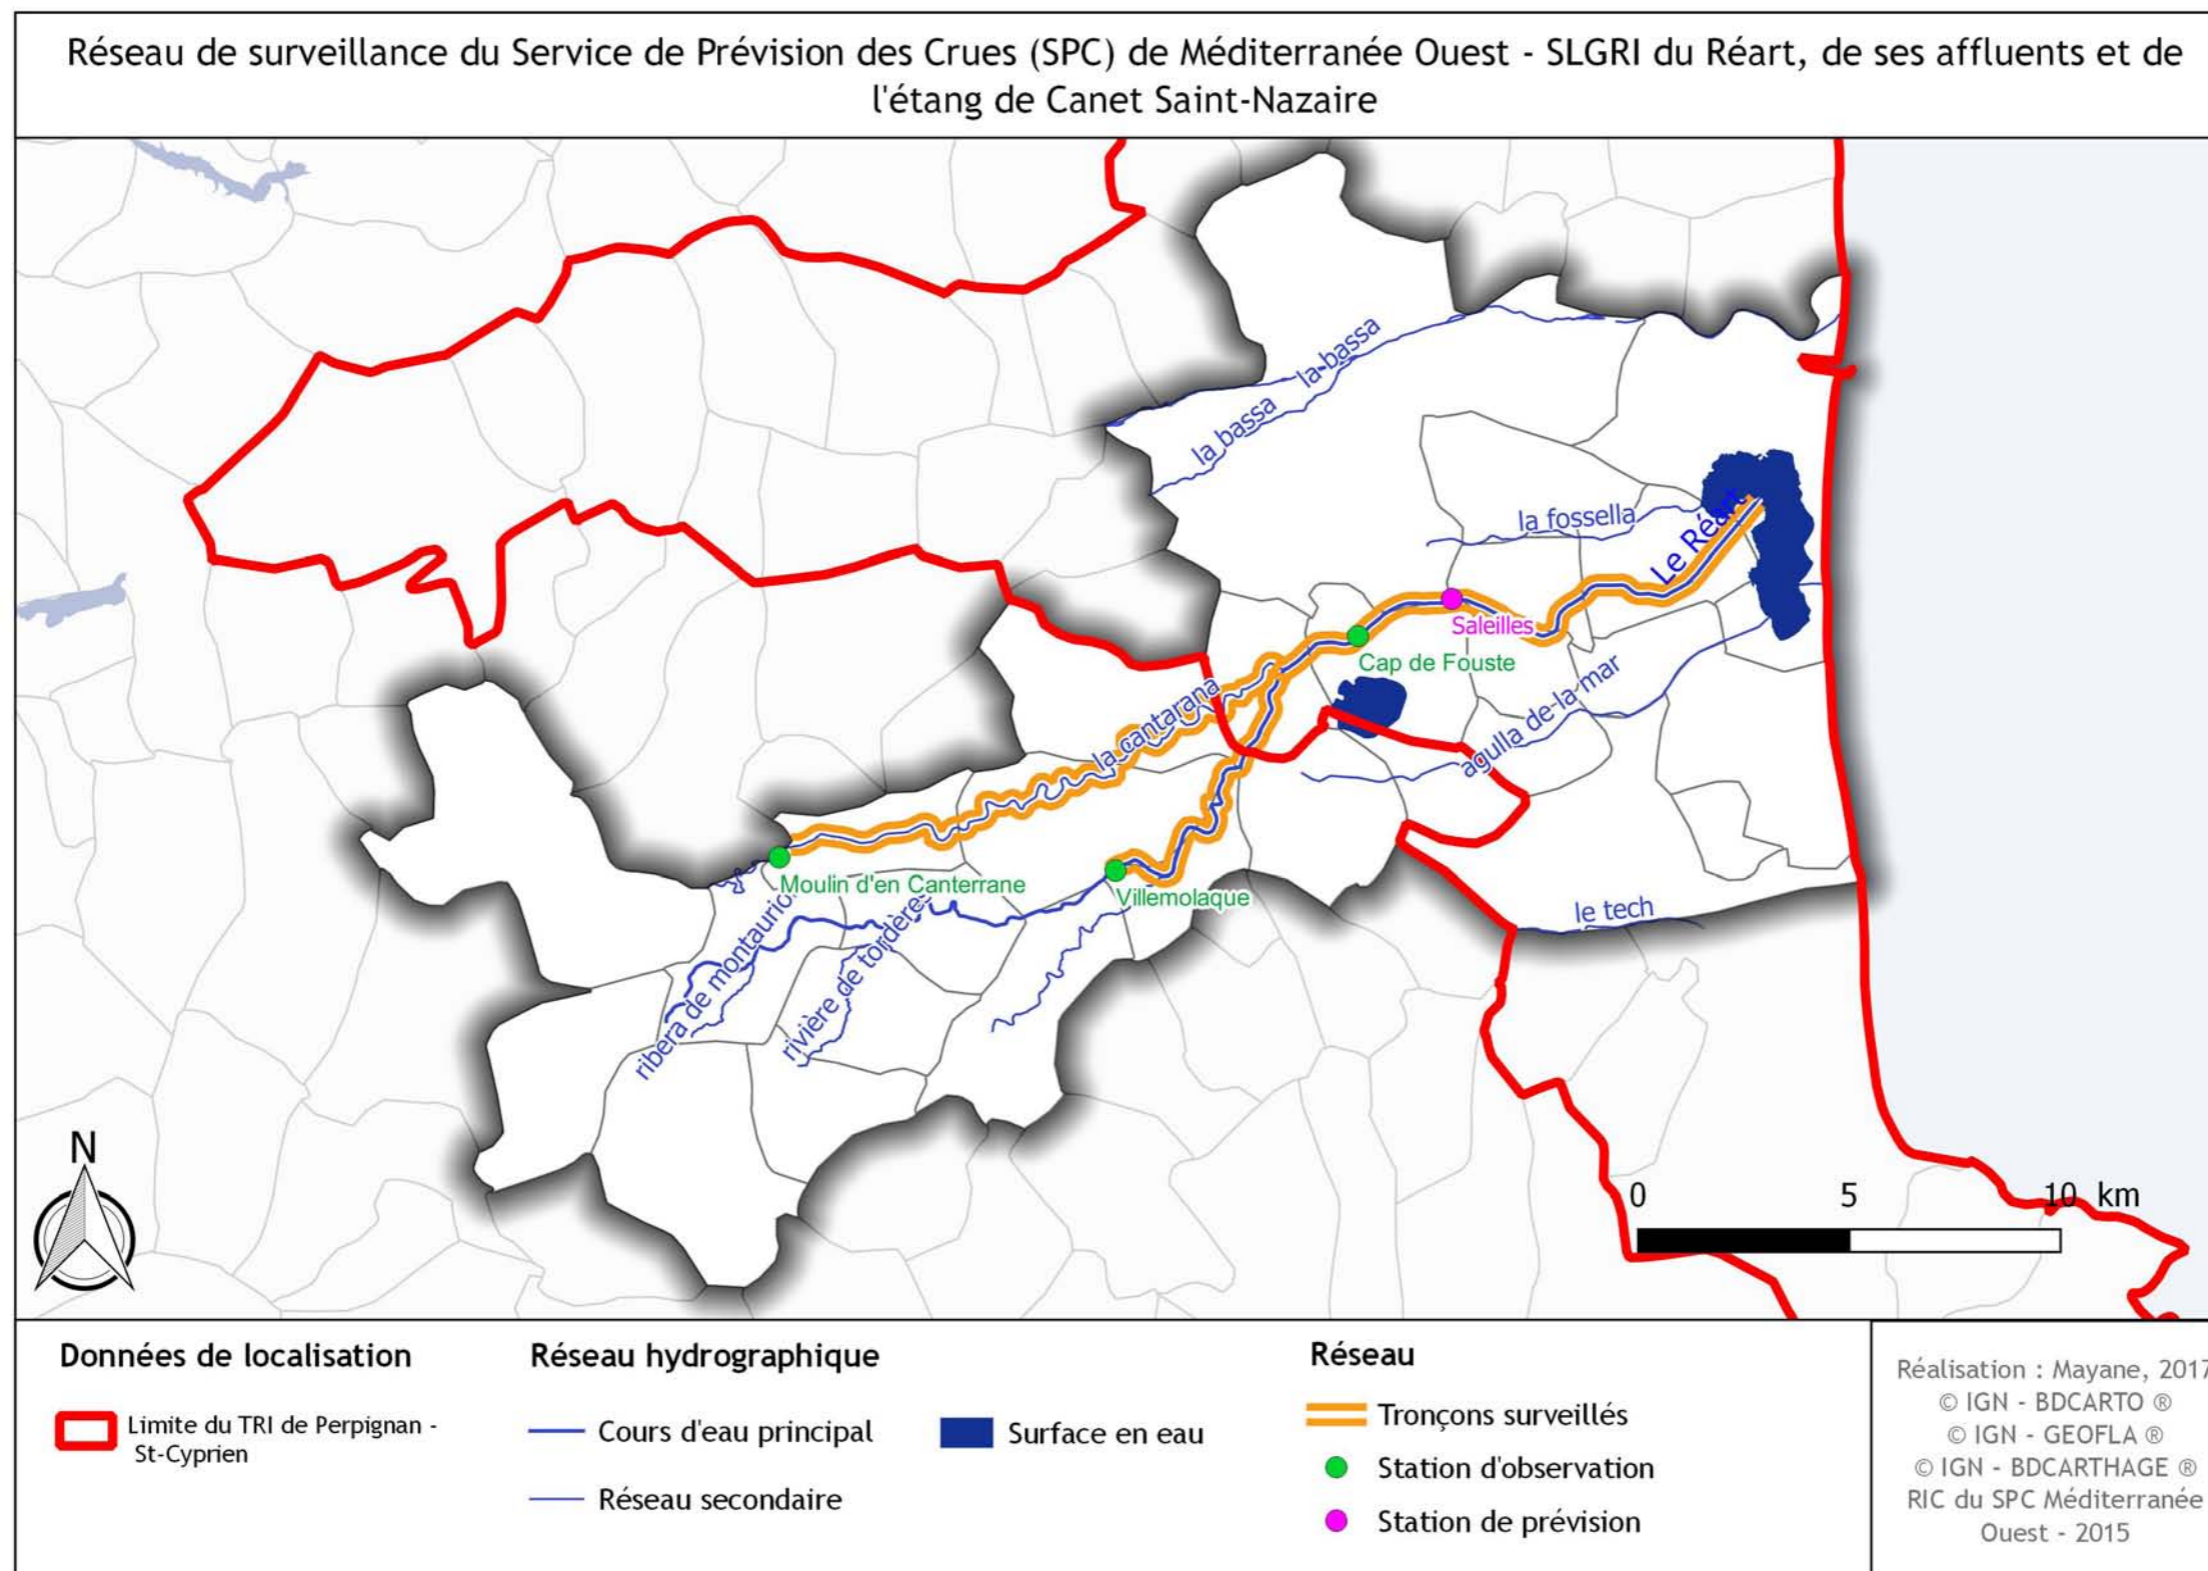 Réseau de surveillance du Service de Prévision des Crues (SPC) de Méditerranée Ouest - SLGRI du Réart, de ses affluents et de
l'étang de Canet Saint-Nazaire
la bassa
la bassa
la fossella
Le Réart
Saleilles
Cap de Fouste
la cantarana
agulla de la mar
Moulin d'en Canterrane
Villemolaque
le tech
ribera de montauriol
rivière de tordères
N
0 5 10 km
Données de localisation
Limite du TRI de Perpignan -
St-Cyprien
Réseau hydrographique
Cours d'eau principal
Réseau secondaire
Surface en eau
Réseau
Tronçons surveillés
Station d'observation
Station de prévision
Réalisation : Mayane, 2017
© IGN - BDCARTO ®
© IGN - GEOFLA ®
© IGN - BDCARTHAGE ®
RIC du SPC Méditerranée
Ouest - 2015